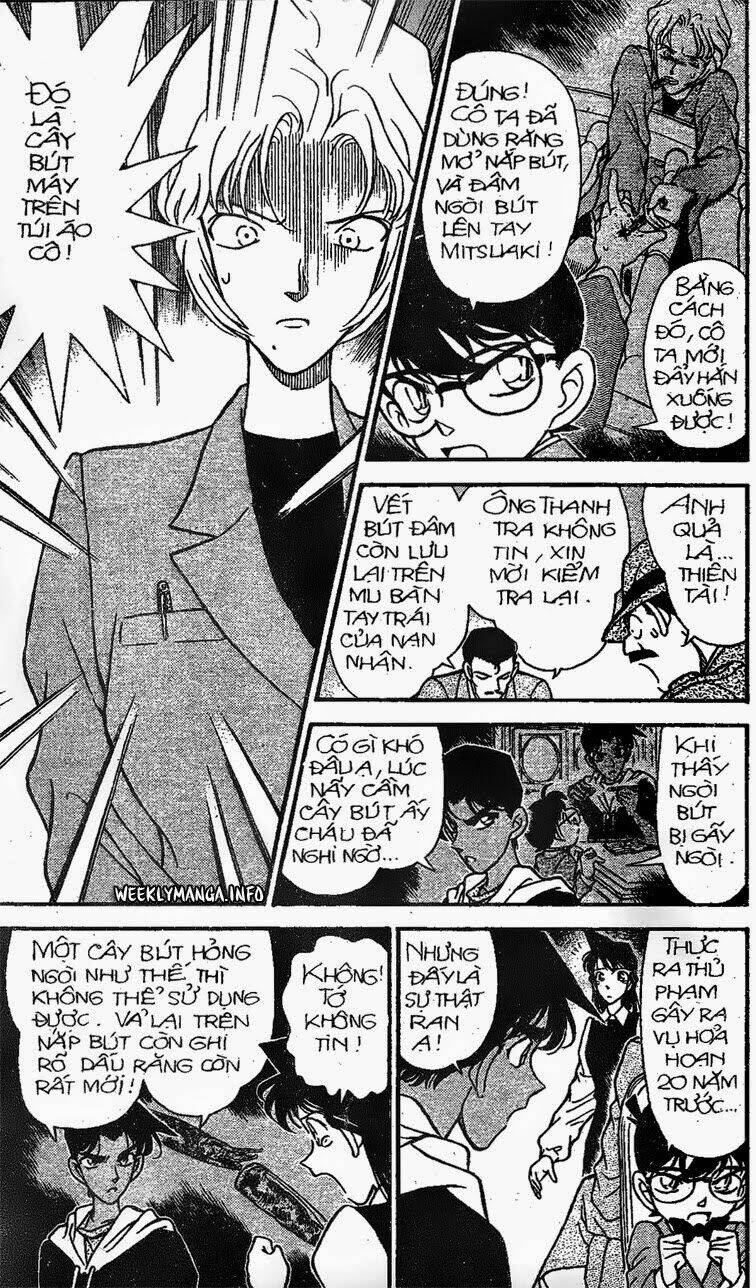 ĐÚNG!
CÔ TA ĐÃ
DÙNG RĂNG
MỞ NẮP BÚT,
VÀ ĐÂM
NGÒI BÚT
LÊN TAY
MITSUAKI!
BẰNG
CÁCH
ĐÓ, CÔ
TA MỚI
ĐẨY HẮN
XUỐNG
ĐƯỢC!
ĐÓ
LÀ
CÂY
BÚT
MÁY
TRÊN
TÚI ÁO
CÔ!
ANH
QUẢ
LÀ...
THIÊN
TÀI!
ÔNG THANH
TRA KHÔNG
TIN, XIN
MỜI KIỂM
TRA LẠI.
VẾT
BÚT ĐÂM
CÒN LƯU
LẠI TRÊN
MU BÀN
TAY TRÁI
CỦA NẠN
NHÂN.
KHI
THẤY
NGÒI
BÚT
BỊ GÃY
NGÒI.
CÓ GÌ KHÓ
ĐÂU Ạ, LÚC
NÃY CẦM
CÂY BÚT ẤY
CHÁU ĐÃ
NGHI NGỜ...
WEEKLYMANGA.INFO
THỰC
RA THỦ
PHẠM
GÂY RA
VỤ HOẢ
HOẠN
20 NĂM
TRƯỚC...
NHƯNG
ĐẤY LÀ
SỰ THẬT
RAN
Ạ!
KHÔNG!
TỚ
KHÔNG
TIN!
MỘT CÂY BÚT HỎNG
NGÒI NHƯ THẾ THÌ
KHÔNG THỂ SỬ DỤNG
ĐƯỢC. VẢ LẠI TRÊN
NẮP BÚT CÒN GHI
RÕ DẤU RĂNG CÒN
RẤT MỚI!